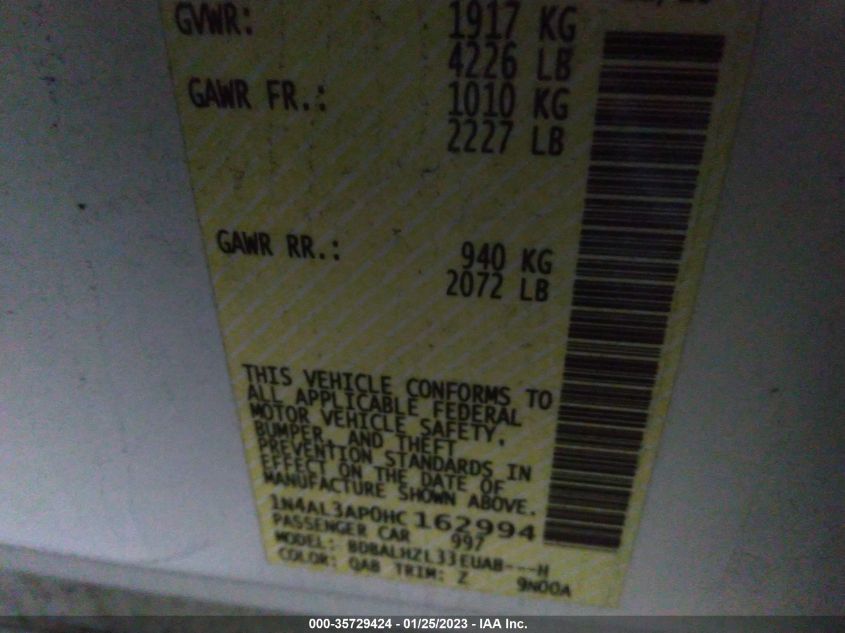 GVWR: 1917 KG
4226 LB
GAWR FR.: 1010 KG
2227 LB
GAWR RR.: 940 KG
2072 LB
THIS VEHICLE CONFORMS TO
ALL APPLICABLE FEDERAL
MOTOR VEHICLE SAFETY,
BUMPER, AND THEFT
PREVENTION STANDARDS IN
EFFECT ON THE DATE OF
MANUFACTURE SHOWN ABOVE.
1N4AL3AP0HC 162994
PASSENGER CAR 997
MODEL: BDBALHZL33EUAB---H
COLOR: QAB TRIM: Z 9N00A
000-35729424 - 01/25/2023 - IAA Inc.